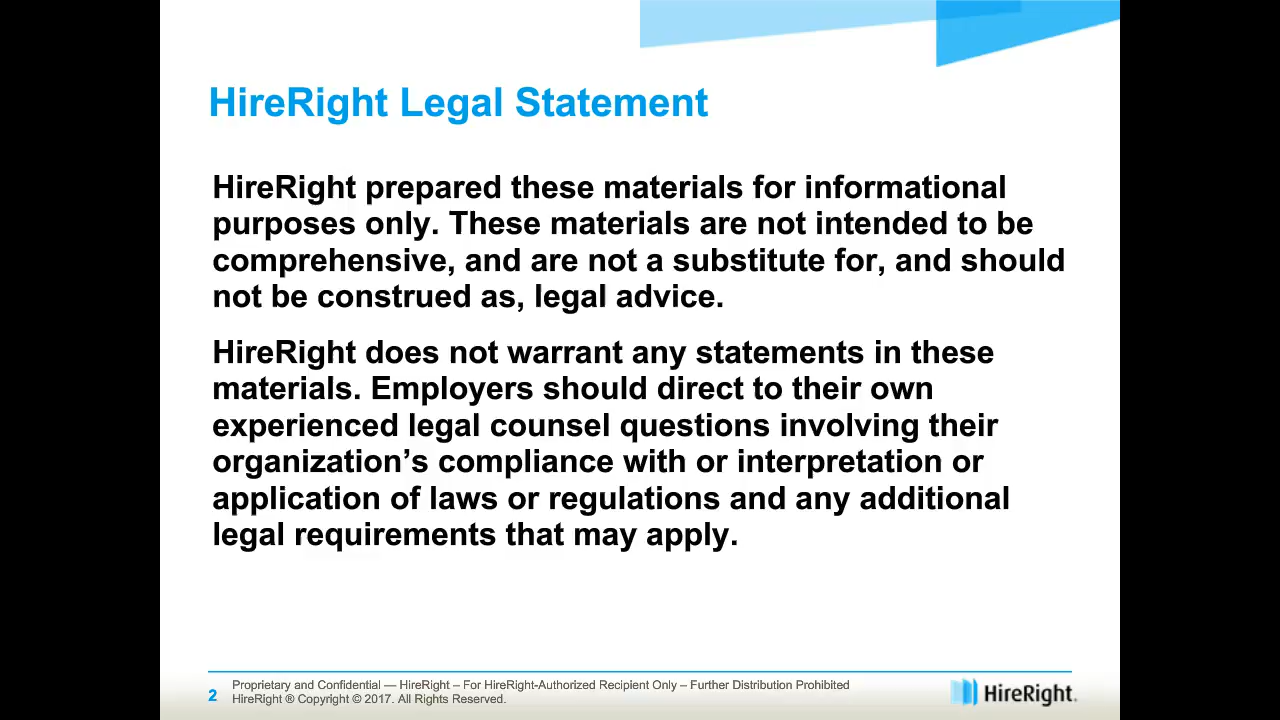 HireRight Legal Statement
HireRight prepared these materials for informational
purposes only. These materials are not intended to be
comprehensive, and are not a substitute for, and should
not be construed as, legal advice.
HireRight does not warrant any statements in these
materials. Employers should direct to their own
experienced legal counsel questions involving their
organization’s compliance with or interpretation or
application of laws or regulations and any additional
legal requirements that may apply.
2
Proprietary and Confidential — HireRight – For HireRight-Authorized Recipient Only – Further Distribution Prohibited
HireRight ® Copyright © 2017. All Rights Reserved.
HireRight.